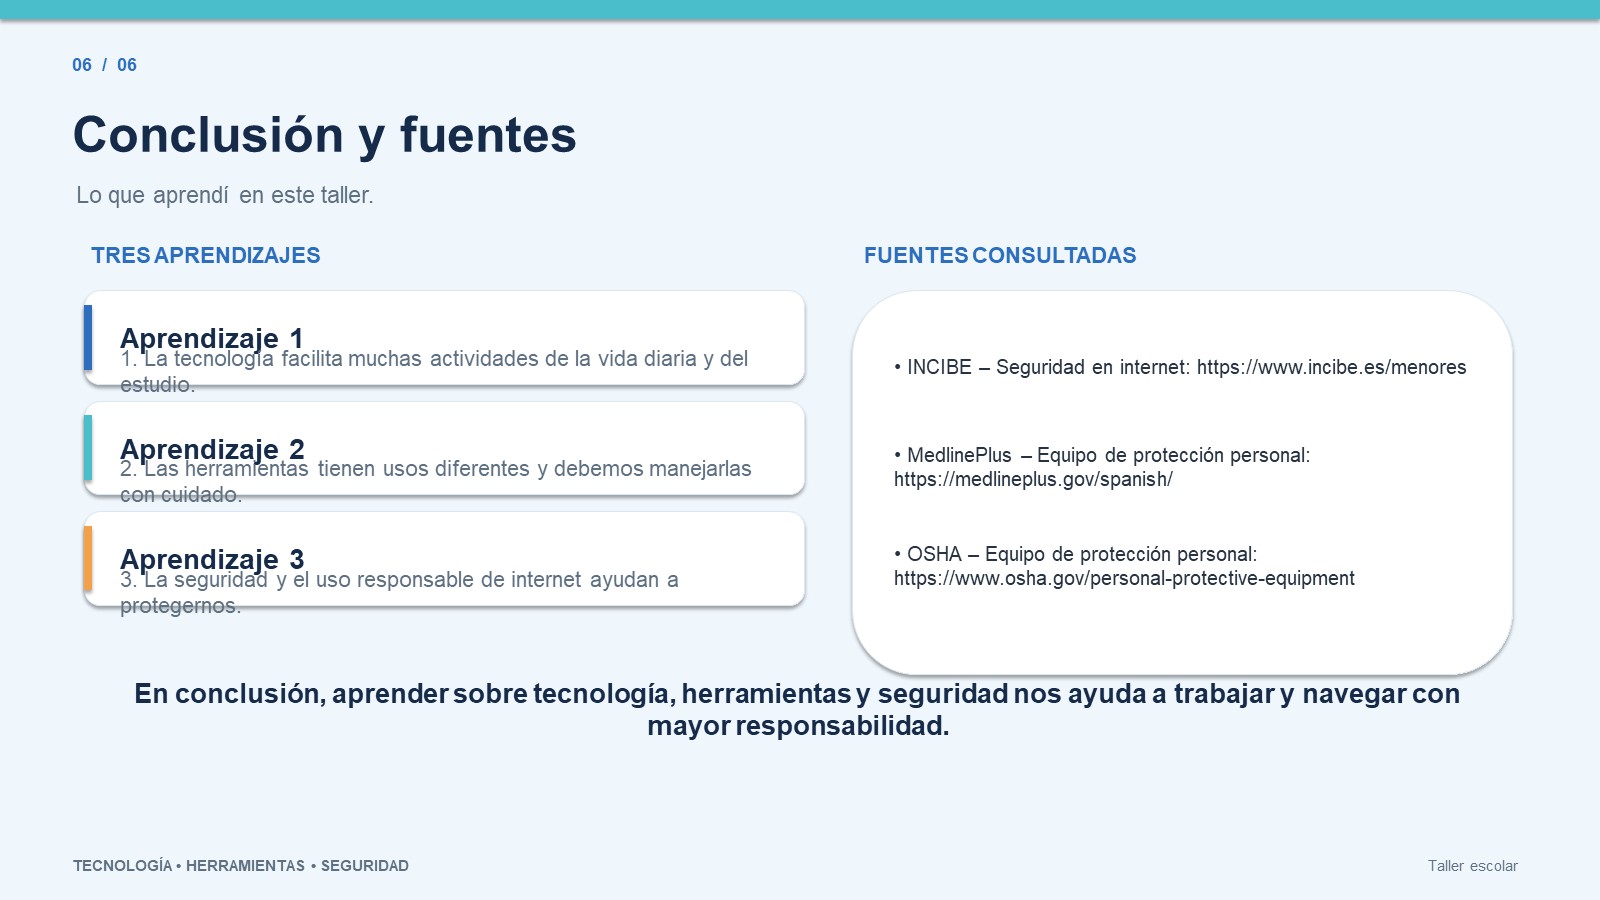 06 / 06
Conclusión y fuentes
Lo que aprendí en este taller.
TRES APRENDIZAJES
Aprendizaje 1
1. La tecnología facilita muchas actividades de la vida diaria y del
estudio.
Aprendizaje 2
2. Las herramientas tienen usos diferentes y debemos manejarlas
con cuidado.
Aprendizaje 3
3. La seguridad y el uso responsable de internet ayudan a
protegernos.
FUENTES CONSULTADAS
• INCIBE – Seguridad en internet: https://www.incibe.es/menores
• MedlinePlus – Equipo de protección personal:
https://medlineplus.gov/spanish/
• OSHA – Equipo de protección personal:
https://www.osha.gov/personal-protective-equipment
En conclusión, aprender sobre tecnología, herramientas y seguridad nos ayuda a trabajar y navegar con
mayor responsabilidad.
TECNOLOGÍA • HERRAMIENTAS • SEGURIDAD
Taller escolar